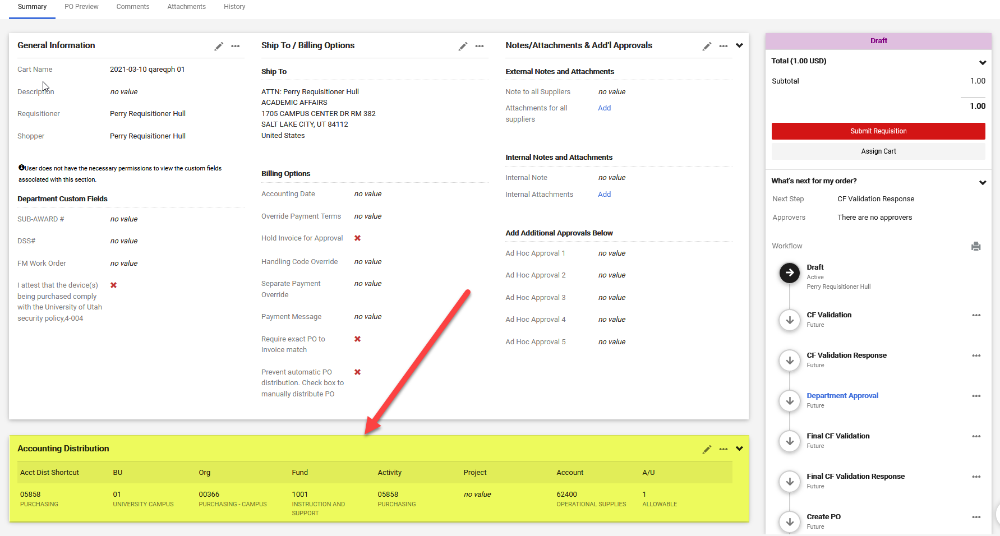 Summary PO Preview Comments Attachments History
General Information
Cart Name 2021-03-10 qareqph 01
Description no value
Requisitioner Perry Requisitioner Hull
Shopper Perry Requisitioner Hull
User does not have the necessary permissions to view the custom fields
associated with this section.
Department Custom Fields
SUB-AWARD # no value
DSS# no value
FM Work Order no value
I attest that the device(s)
being purchased comply
with the University of Utah
security policy,4-004
Ship To / Billing Options
Ship To
ATTN: Perry Requisitioner Hull
ACADEMIC AFFAIRS
1705 CAMPUS CENTER DR RM 382
SALT LAKE CITY, UT 84112
United States
Billing Options
Accounting Date no value
Override Payment Terms no value
Hold Invoice for Approval
Handling Code Override no value
Separate Payment no value
Override
Payment Message no value
Require exact PO to
Invoice match
Prevent automatic PO
distribution. Check box to
manually distribute PO
Notes/Attachments & Add'l Approvals
External Notes and Attachments
Note to all Suppliers no value
Attachments for all Add
suppliers
Internal Notes and Attachments
Internal Note no value
Internal Attachments Add
Add Additional Approvals Below
Ad Hoc Approval 1 no value
Ad Hoc Approval 2 no value
Ad Hoc Approval 3 no value
Ad Hoc Approval 4 no value
Ad Hoc Approval 5 no value
Accounting Distribution
Acct Dist Shortcut BU Org Fund Activity Project Account A/U
05858 01 00366 1001 05858 no value 62400 1
PURCHASING UNIVERSITY CAMPUS PURCHASING - CAMPUS INSTRUCTION AND PURCHASING OPERATIONAL SUPPLIES ALLOWABLE
SUPPORT
Draft
Total (1.00 USD)
Subtotal 1.00
1.00
Submit Requisition
Assign Cart
What's next for my order?
Next Step CF Validation Response
Approvers There are no approvers
Workflow
Draft
Active
Perry Requisitioner Hull
CF Validation
Future
CF Validation Response
Future
Department Approval
Future
Final CF Validation
Future
Final CF Validation Response
Future
Create PO
Future